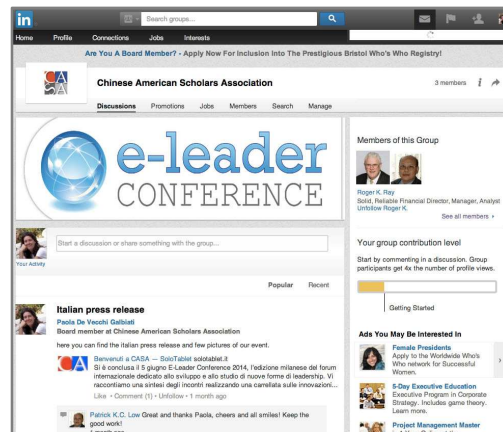 in
Search groups...
Home Profile Connections Jobs Interests
Are You A Board Member? - Apply Now For Inclusion Into The Prestigious Bristol Who's Who Registry!
CASA
Chinese American Scholars Association
3 members
Discussions Promotions Jobs Members Search Manage
e-leader
CONFERENCE
Start a discussion or share something with the group...
Your Activity
Popular Recent
Italian press release
Paola De Vecchi Galbiati
Board member at Chinese American Scholars Association
here you can find the italian press release and few pictures of our event.
Benvenuti a CASA — SoloTablet solotablet.it
Si è conclusa il 5 giugno E-Leader Conference 2014, l'edizione milanese del forum
internazionale dedicato allo sviluppo e allo studio di nuove forme di leadership. Vi
raccontiamo una sintesi degli incontri realizzando una carrellata sulle innovazioni...
Like • Comment (1) • Unfollow • 1 month ago
Patrick K.C. Low Great and thanks Paola, cheers and all smiles! Keep the
good work!
1 month ago
Members of this Group
Roger K. Ray
Solid, Reliable Financial Director, Manager, Analyst
Unfollow Roger K.
See all members
Your group contribution level
Start by commenting in a discussion. Group
participants get 4x the number of profile views.
Getting Started
Ads You May Be Interested In
Female Presidents
Apply to the Worldwide Who's
Who network for Successful
Women.
5-Day Executive Education
Executive Program in Corporate
Strategy. Includes game theory.
Learn more.
Project Management Master